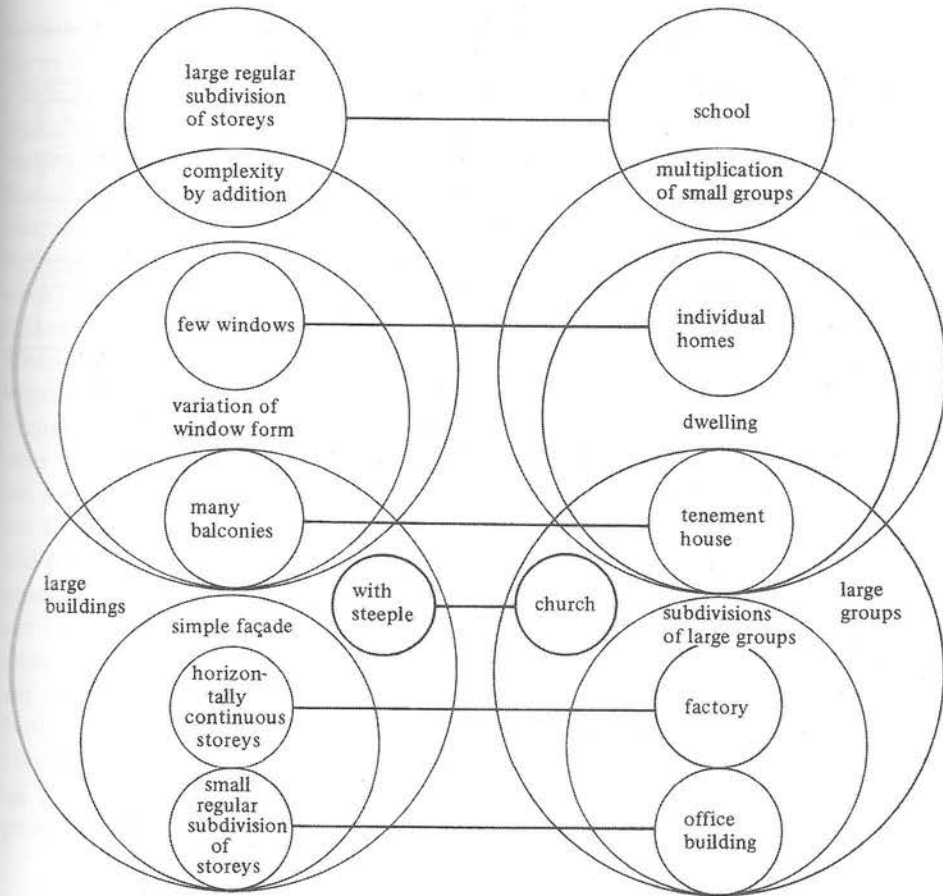 large regular
subdivision
of storeys
school
complexity
by addition
multiplication
of small groups
few windows
individual
homes
variation of
window form
dwelling
many
balconies
tenement
house
large
buildings
with
steeple
church
large
groups
simple façade
subdivisions
of large groups
horizon-
tally
continuous
storeys
factory
small
regular
subdivision
of
storeys
office
building